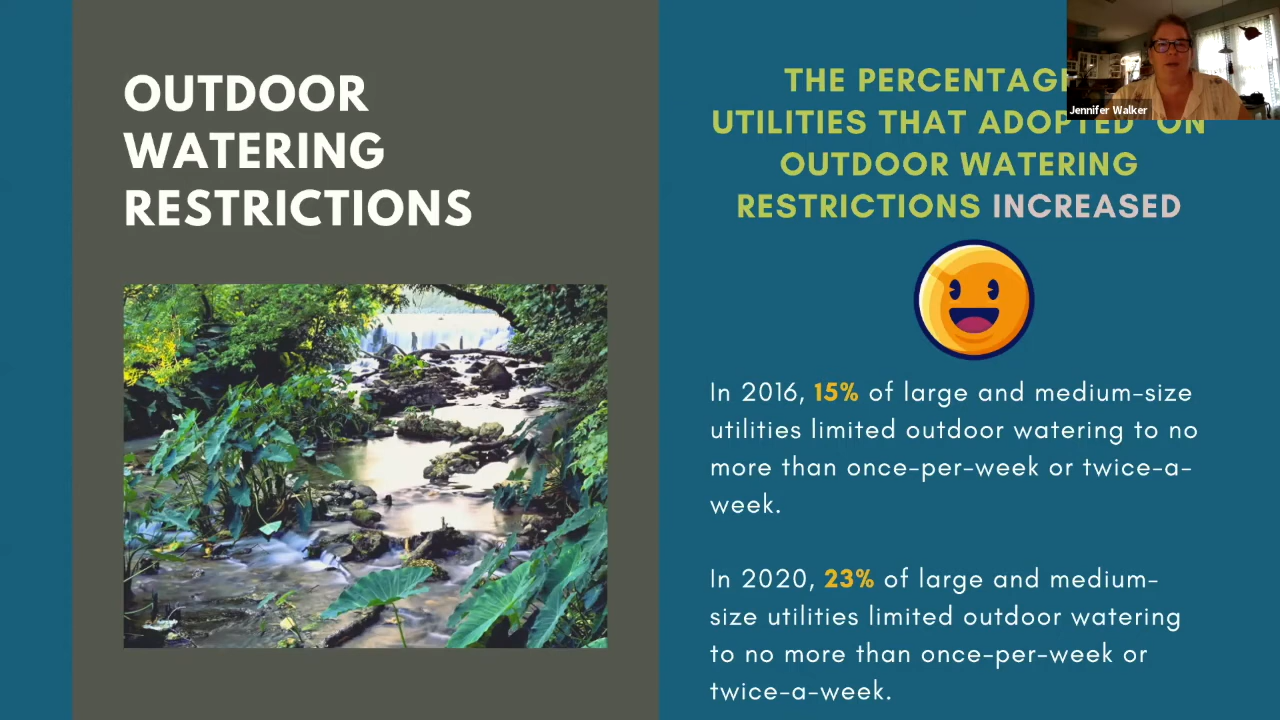 OUTDOOR
WATERING
RESTRICTIONS
THE PERCENTAGE
UTILITIES THAT ADOPTED ON
OUTDOOR WATERING
RESTRICTIONS INCREASED
Jennifer Walker
In 2016, 15% of large and medium-size
utilities limited outdoor watering to no
more than once-per-week or twice-a-
week.
In 2020, 23% of large and medium-
size utilities limited outdoor watering
to no more than once-per-week or
twice-a-week.